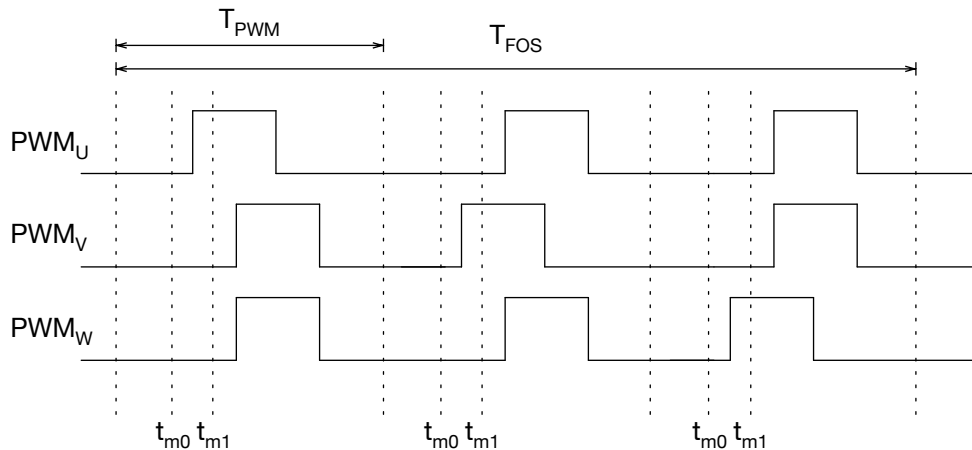 T_PWM
T_FOS
PWM_U
PWM_V
PWM_W
t_m0 t_m1 t_m0 t_m1 t_m0 t_m1